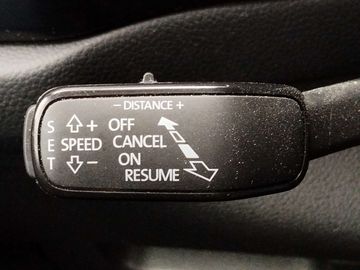 - DISTANCE +
S + OFF
E SPEED CANCEL
T - ON
RESUME